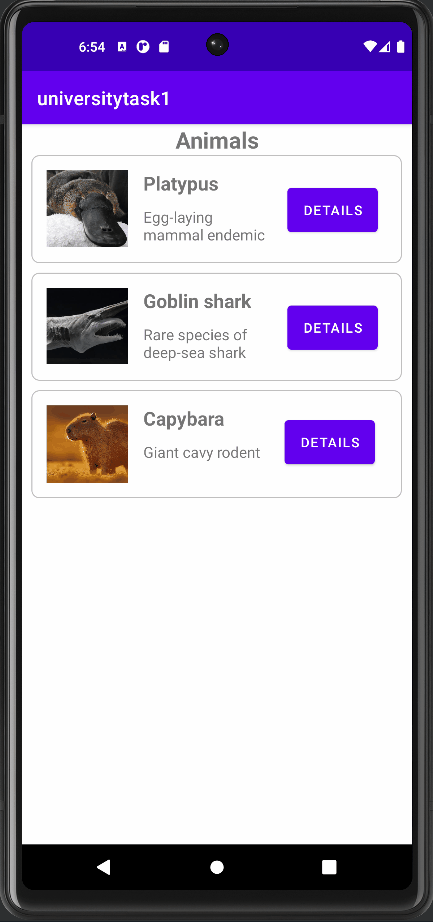 6:54
universitytask1
Animals
Platypus
Egg-laying
mammal endemic
DETAILS
Goblin shark
Rare species of
deep-sea shark
DETAILS
Capybara
Giant cavy rodent
DETAILS